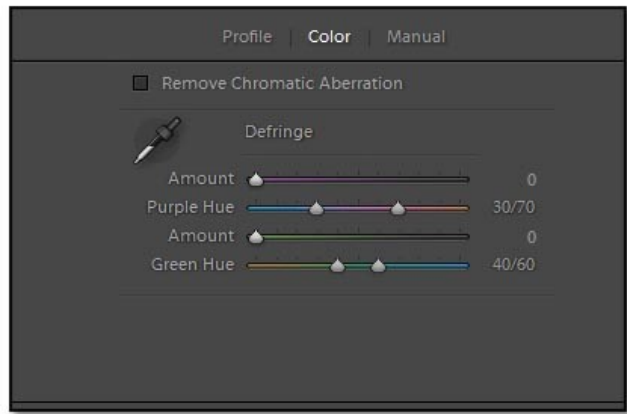 Profile | Color | Manual
Remove Chromatic Aberration
Defringe
Amount 0
Purple Hue 30/70
Amount 0
Green Hue 40/60